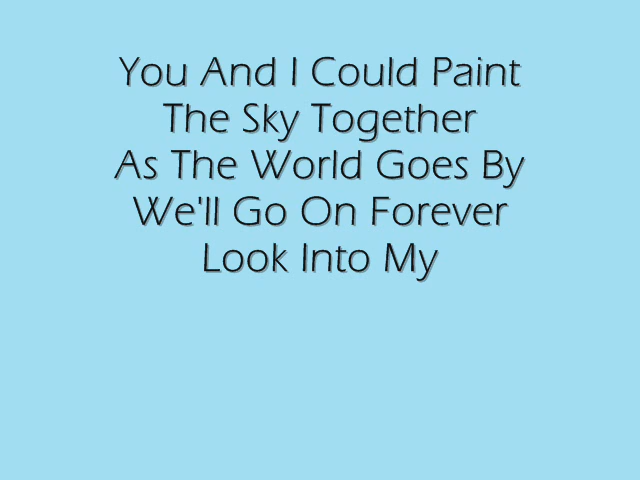 You And I Could Paint
The Sky Together
As The World Goes By
We'll Go On Forever
Look Into My